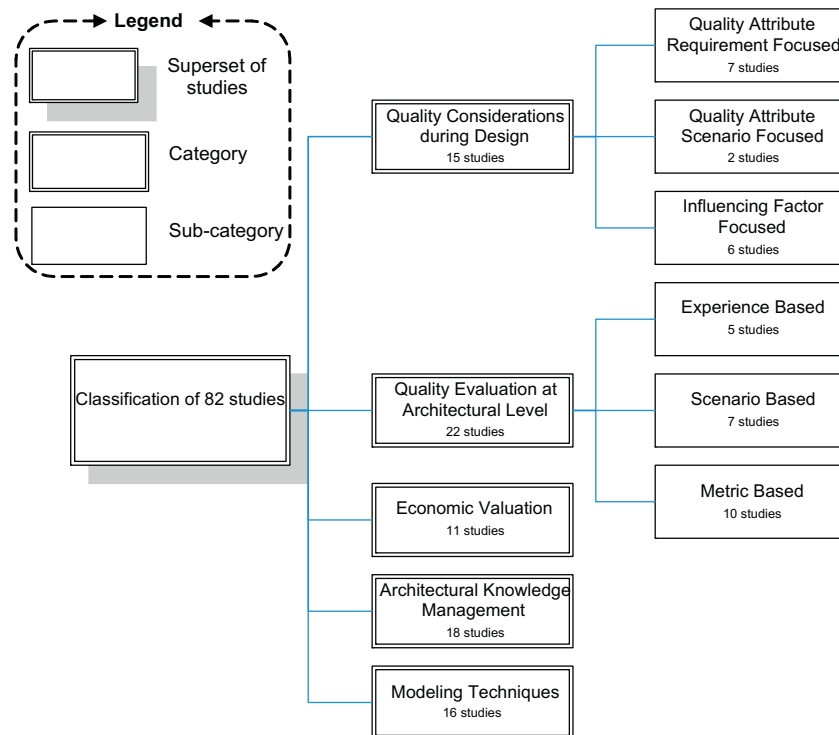 Legend
Superset of
studies
Category
Sub-category
Classification of 82 studies
Quality Considerations
during Design
15 studies
Quality Attribute
Requirement Focused
7 studies
Quality Attribute
Scenario Focused
2 studies
Influencing Factor
Focused
6 studies
Quality Evaluation at
Architectural Level
22 studies
Experience Based
5 studies
Scenario Based
7 studies
Metric Based
10 studies
Economic Valuation
11 studies
Architectural Knowledge
Management
18 studies
Modeling Techniques
16 studies